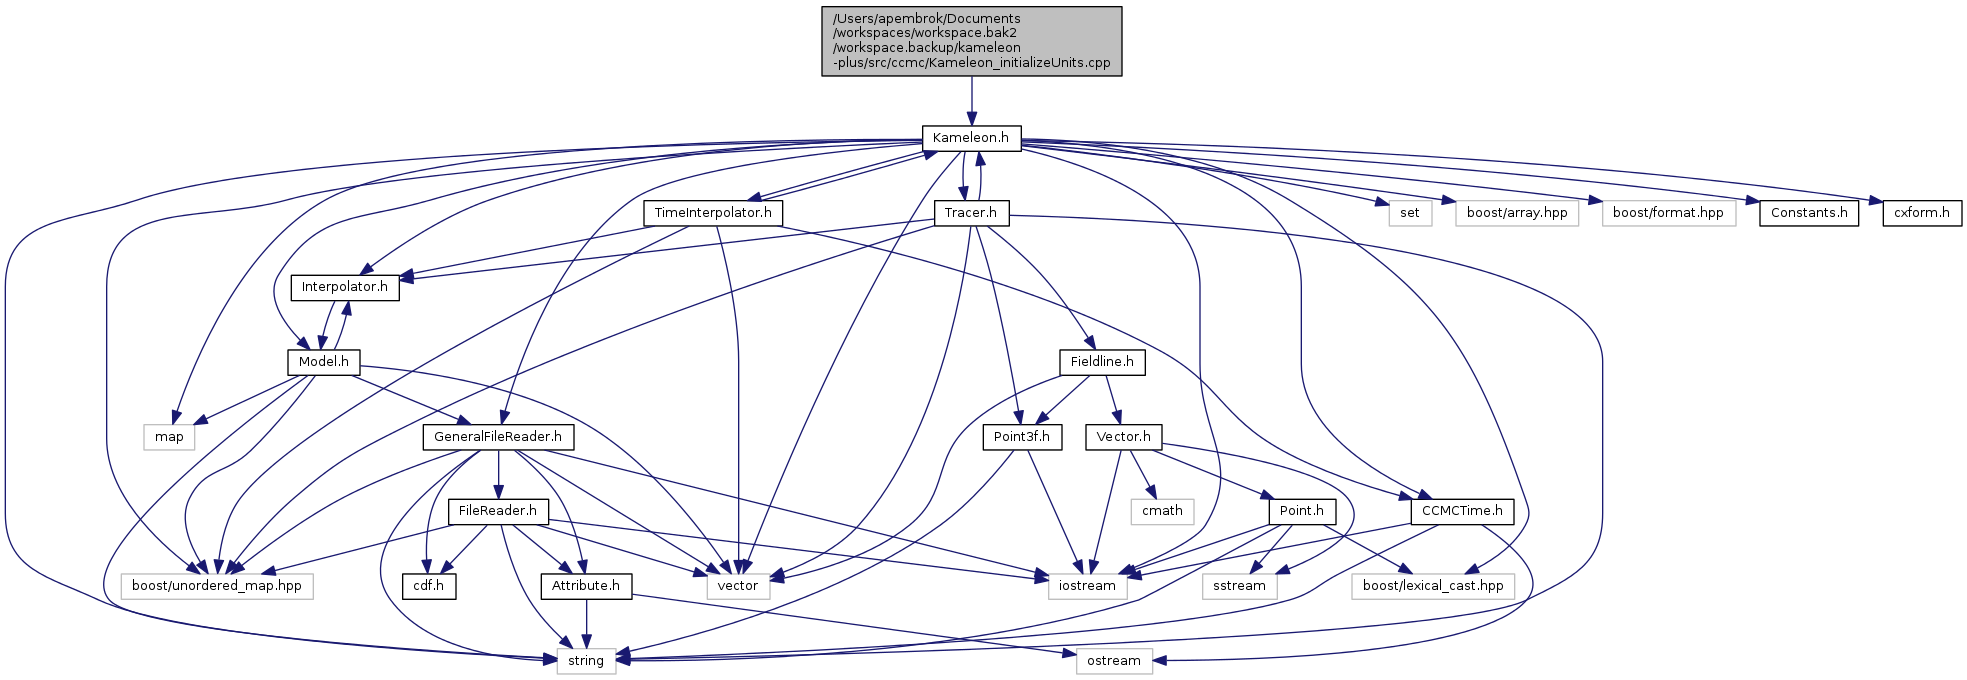 /Users/apembrok/Documents
/workspaces/workspace.bak2
/workspace.backup/kameleon
-plus/src/ccmc/Kameleon_initializeUnits.cpp
Kameleon.h
TimeInterpolator.h
Tracer.h
set
boost/array.hpp
boost/format.hpp
Constants.h
cxform.h
Interpolator.h
Model.h
Fieldline.h
map
GeneralFileReader.h
Point3f.h
Vector.h
FileReader.h
cmath
Point.h
CCMCTime.h
boost/unordered_map.hpp
cdf.h
Attribute.h
vector
iostream
sstream
boost/lexical_cast.hpp
string
ostream